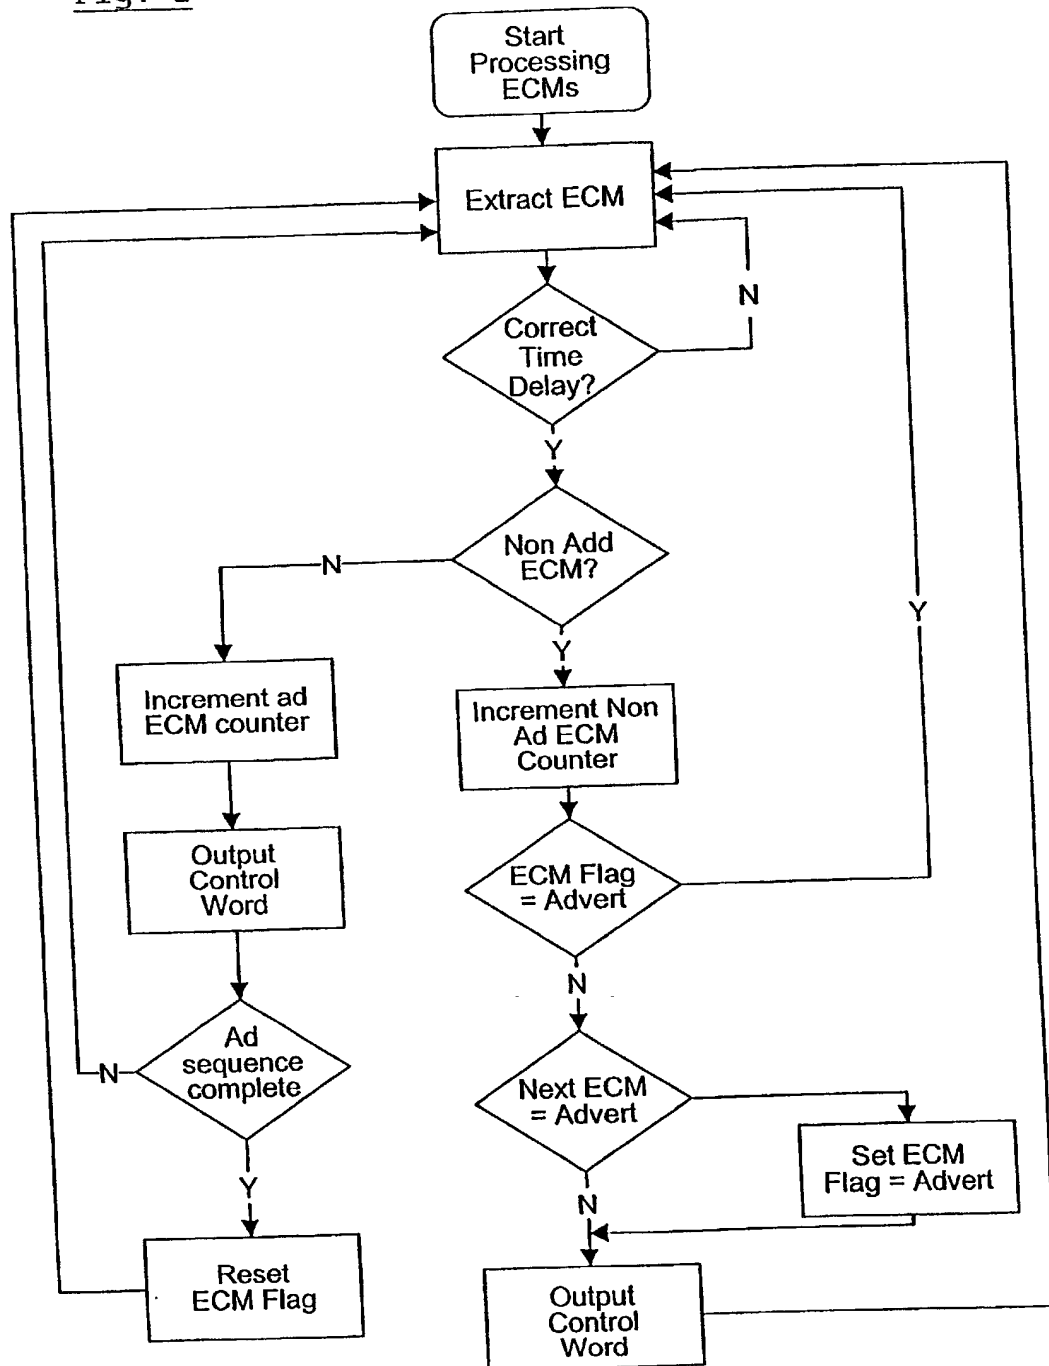 Start
Processing
ECMs
Extract ECM
N
Correct
Time
Delay?
Y
Non Add
ECM?
N
Y
Y
Increment ad
ECM counter
Increment Non
Ad ECM
Counter
Output
Control
Word
ECM Flag
= Advert
N
Ad
sequence
complete
N
Next ECM
= Advert
Set ECM
Flag = Advert
Y
N
Reset
ECM Flag
Output
Control
Word